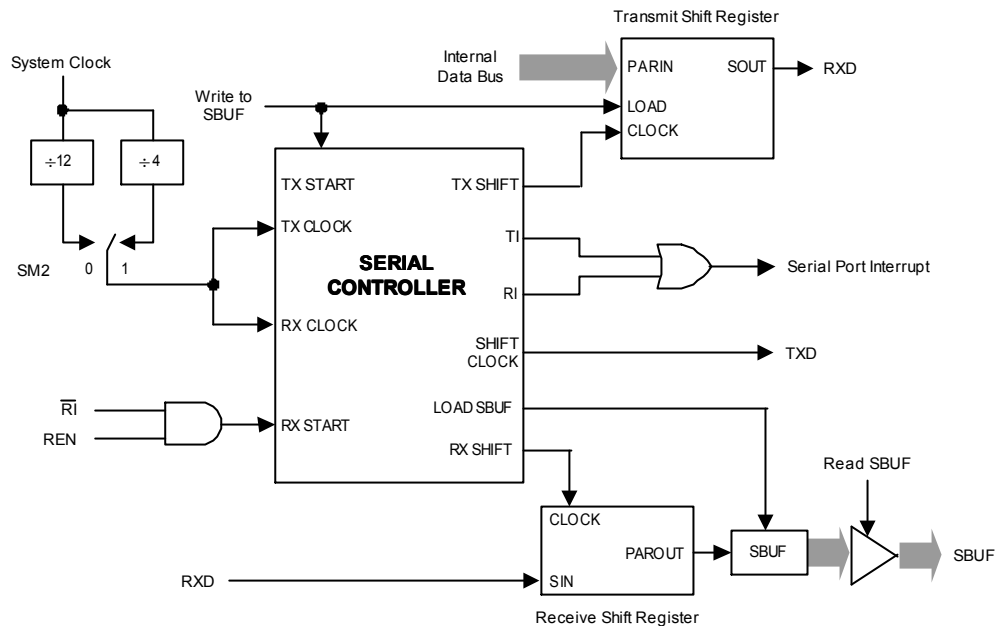 Transmit Shift Register
System Clock
Internal
Data Bus
PARIN
SOUT
RXD
Write to
SBUF
LOAD
CLOCK
÷12
÷4
TX START
TX SHIFT
TX CLOCK
TI
SM2
0
1
SERIAL
CONTROLLER
Serial Port Interrupt
RI
RX CLOCK
SHIFT
CLOCK
TXD
R̅I̅
REN
RX START
LOAD SBUF
RX SHIFT
Read SBUF
CLOCK
PAROUT
SBUF
SBUF
RXD
SIN
Receive Shift Register